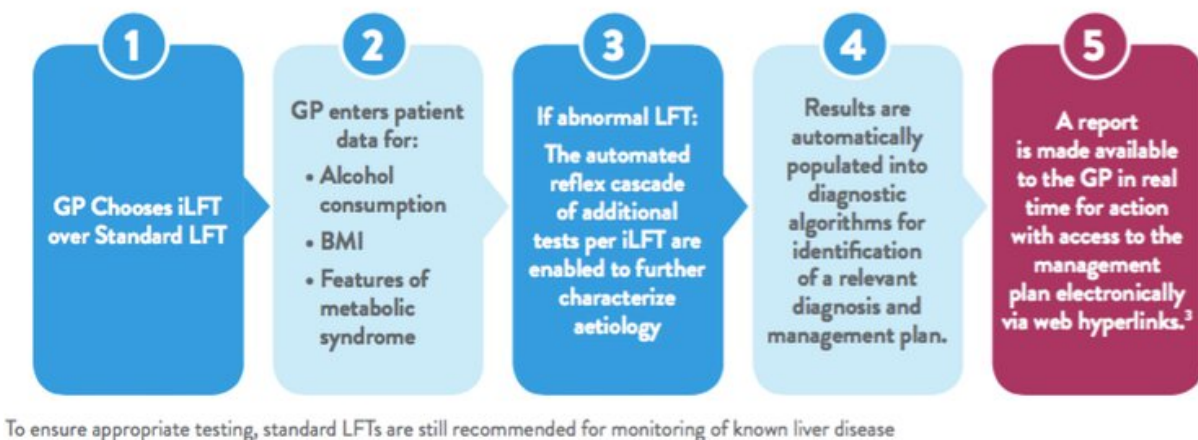 1
GP Chooses iLFT
over Standard LFT
2
GP enters patient
data for:
• Alcohol
consumption
• BMI
• Features of
metabolic
syndrome
3
If abnormal LFT:
The automated
reflex cascade
of additional
tests per iLFT are
enabled to further
characterize
aetiology
4
Results are
automatically
populated into
diagnostic
algorithms for
identification
of a relevant
diagnosis and
management plan.
5
A report
is made available
to the GP in real
time for action
with access to the
management
plan electronically
via web hyperlinks.³
To ensure appropriate testing, standard LFTs are still recommended for monitoring of known liver disease